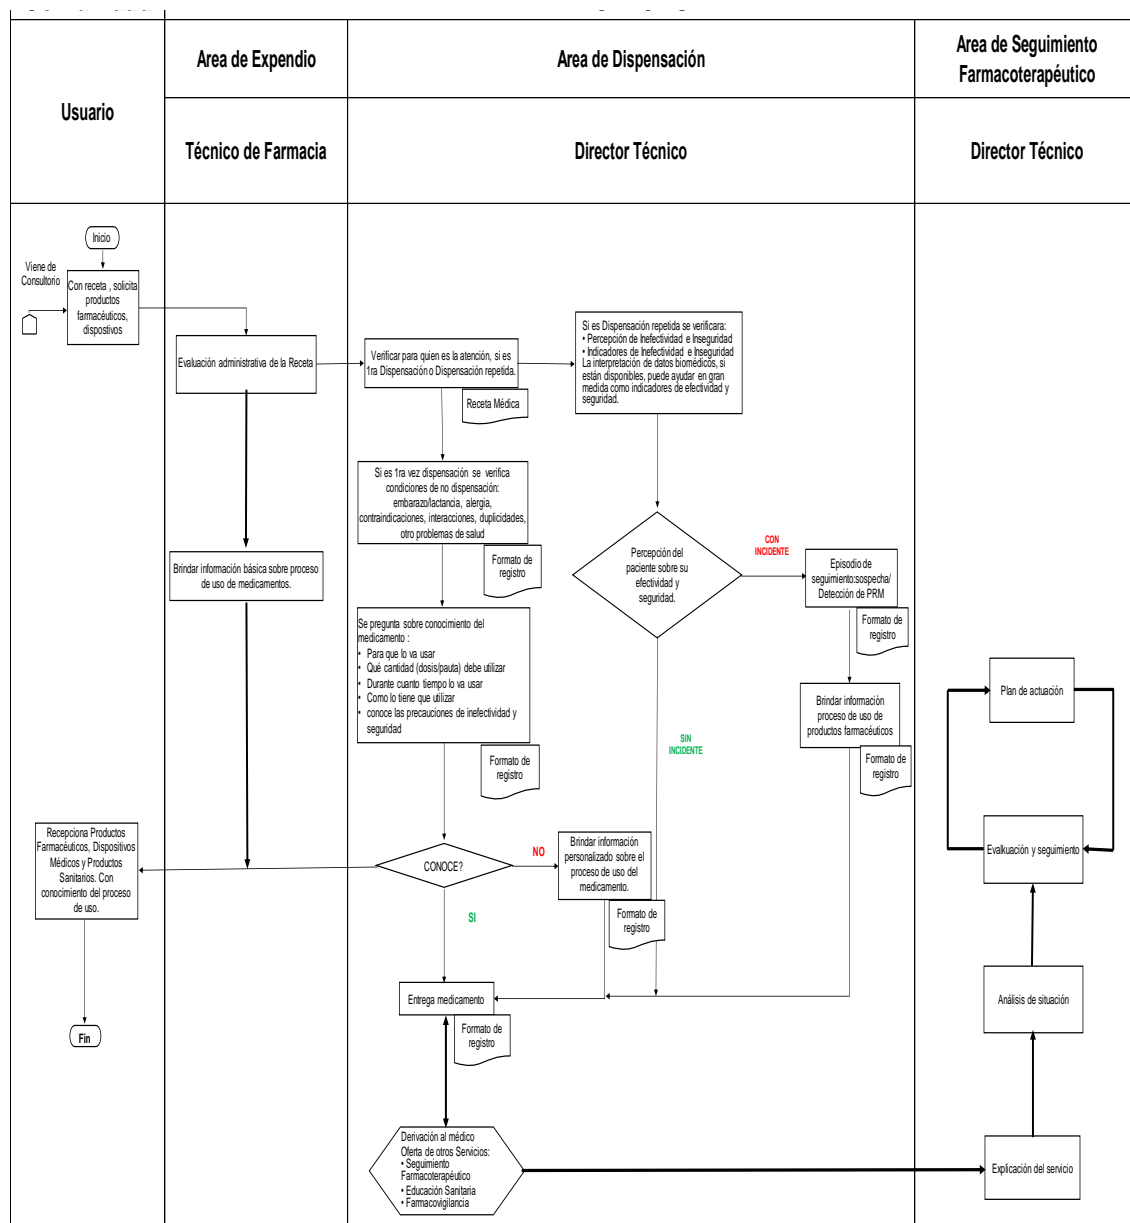 Usuario
Area de Expendio
Area de Dispensación
Area de Seguimiento
Farmacoterapéutico
Técnico de Farmacia
Director Técnico
Director Técnico
Inicio
Viene de
Consultorio
Con receta , solicita
productos
farmacéuticos,
dispostivos
Evaluación administrativa de la Receta
Verificar para quien es la atención, si es
1ra Dispensación o Dispensación repetida.
Receta Médica
Si es Dispensación repetida se verificara:
• Percepción de Inefectividad e Inseguridad
• Indicadores de Inefectividad e Inseguridad
La interpretación de datos biomédicos, si
están disponibles, puede ayudar en gran
medida como indicadores de efectividad y
seguridad.
Si es 1ra vez dispensación se verifica
condiciones de no dispensación:
embarazo/lactancia, alergia,
contraindicaciones, interacciones, duplicidades,
otro problemas de salud
Formato de
registro
Brindar información básica sobre proceso
de uso de medicamentos.
Percepción del
paciente sobre su
efectividad y
seguridad.
CON
INCIDENTE
Episodio de
seguimiento:sospecha/
Detección de PRM
Formato de
registro
Se pregunta sobre conocimiento del
medicamento :
• Para que lo va usar
• Qué cantidad (dosis/pauta) debe utilizar
• Durante cuanto tiempo lo va usar
• Como lo tiene que utilizar
• conoce las precauciones de inefectividad y
seguridad
Formato de
registro
SIN
INCIDENTE
Brindar informaciòn
proceso de uso de
productos farmacéuticos
Formato de
registro
Plan de actuación
Recepciona Productos
Farmacéuticos, Dispositivos
Médicos y Productos
Sanitarios. Con
conocimiento del proceso
de uso.
CONOCE?
NO
Brindar información
personalizado sobre el
proceso de uso del
medicamento.
Formato de
registro
Evalkuación y seguimiento
SI
Entrega medicamento
Formato de
registro
Análisis de situación
Fin
Derivación al médico
Oferta de otros Servicios:
• Seguimiento
Farmacoterapéutico
• Educación Sanitaria
• Farmacovigilancia
Explicación del servicio